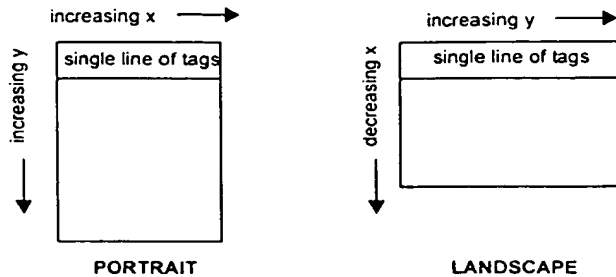 increasing x
increasing y
single line of tags
PORTRAIT
increasing y
decreasing x
single line of tags
LANDSCAPE